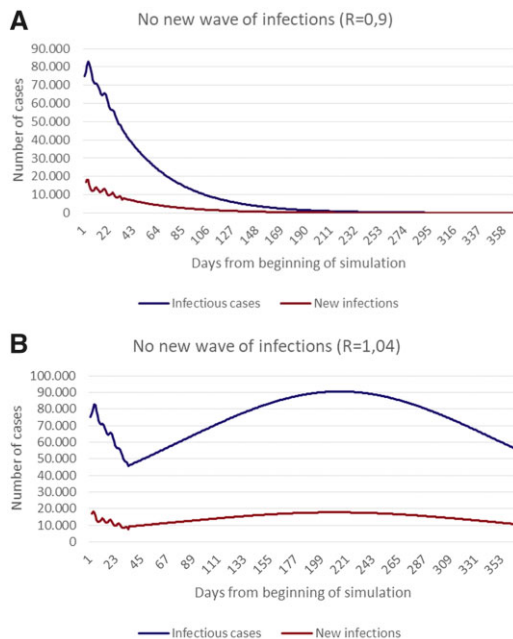 A
No new wave of infections (R=0,9)
Number of cases
90.000
80.000
70.000
60.000
50.000
40.000
30.000
20.000
10.000
0
1 22 43 64 85 106 127 148 169 190 211 232 253 274 295 316 337 358
Days from beginning of simulation
Infectious cases New infections
B
No new wave of infections (R=1,04)
Number of cases
100.000
90.000
80.000
70.000
60.000
50.000
40.000
30.000
20.000
10.000
0
1 23 45 67 89 111 133 155 177 199 221 243 265 287 309 331 353
Days from beginning of simulation
Infectious cases New infections